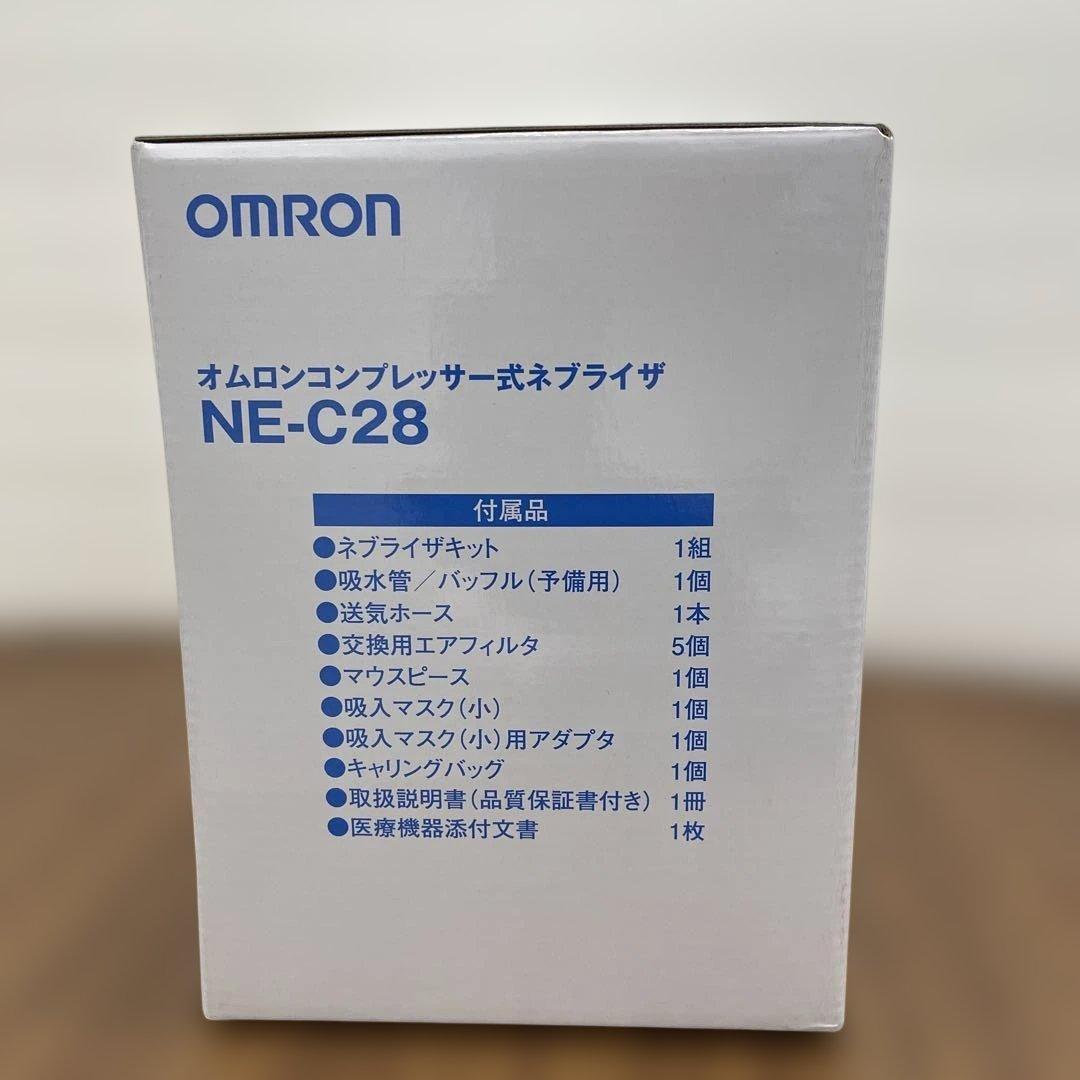 OMRON
オムロンコンプレッサー式ネブライザ
NE-C28
付属品
●ネブライザキット 1組
●吸水管／バッフル(予備用) 1個
●送気ホース 1本
●交換用エアフィルタ 5個
●マウスピース 1個
●吸入マスク(小) 1個
●吸入マスク(小)用アダプタ 1個
●キャリングバッグ 1個
●取扱説明書(品質保証書付き) 1冊
●医療機器添付文書 1枚